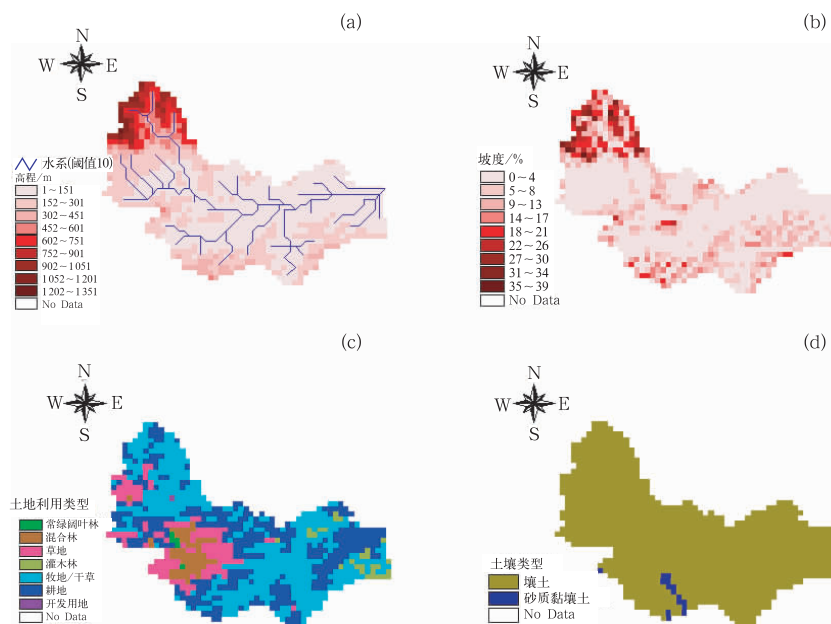 (a)
N
W E
S
水系(阈值10)
高程/m
1~151
152~301
302~451
452~601
602~751
752~901
902~1051
1052~1201
1202~1351
No Data
(b)
N
W E
S
坡度/%
0~4
5~8
9~13
14~17
18~21
22~26
27~30
31~34
35~39
No Data
(c)
N
W E
S
土地利用类型
常绿阔叶林
混合林
草地
灌木林
牧地/干草
耕地
开发用地
No Data
(d)
N
W E
S
土壤类型
壤土
砂质黏壤土
No Data